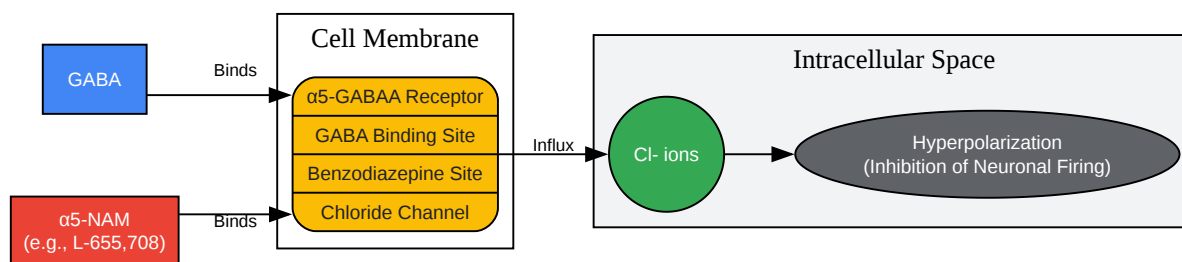 GABA
Binds
α5-NAM
(e.g., L-655,708)
Binds
Cell Membrane
α5-GABAA Receptor
GABA Binding Site
Benzodiazepine Site
Chloride Channel
Influx
Intracellular Space
Cl- ions
Hyperpolarization
(Inhibition of Neuronal Firing)